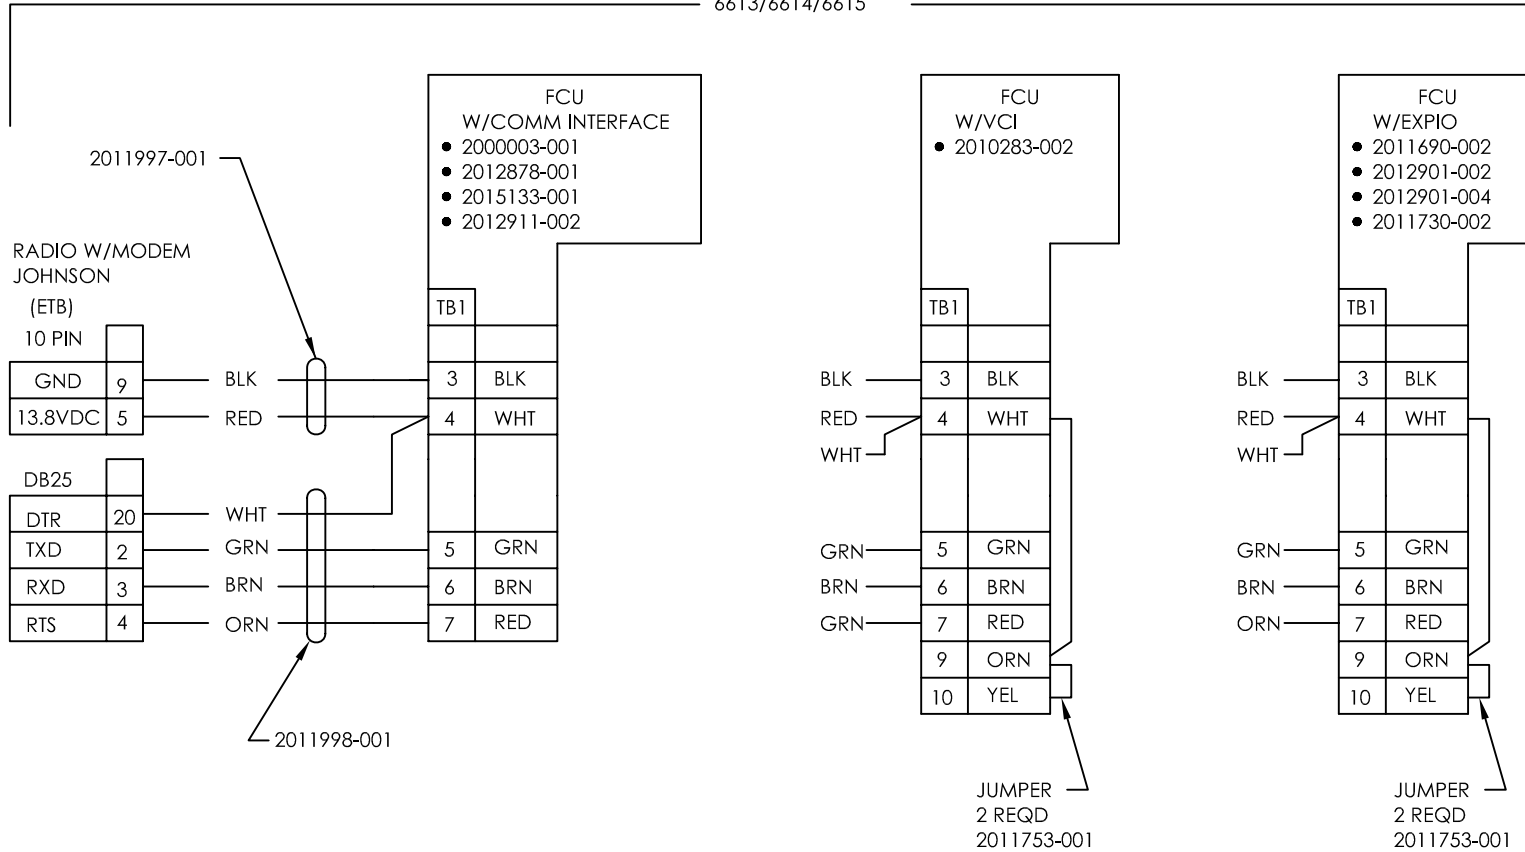 6613/6614/6615
FCU
W/COMM INTERFACE
● 2000003-001
● 2012878-001
● 2015133-001
● 2012911-002
2011997-001
RADIO W/MODEM
JOHNSON
(ETB)
10 PIN
GND 9
13.8VDC 5
BLK
RED
DB25
DTR 20
TXD 2
RXD 3
RTS 4
WHT
GRN
BRN
ORN
2011998-001
TB1
3 BLK
4 WHT
5 GRN
6 BRN
7 RED
FCU
W/VCI
● 2010283-002
TB1
BLK 3 BLK
RED 4 WHT
WHT
GRN 5 GRN
BRN 6 BRN
GRN 7 RED
9 ORN
10 YEL
JUMPER
2 REQD
2011753-001
FCU
W/EXPIO
● 2011690-002
● 2012901-002
● 2012901-004
● 2011730-002
TB1
BLK 3 BLK
RED 4 WHT
WHT
GRN 5 GRN
BRN 6 BRN
ORN 7 RED
9 ORN
10 YEL
JUMPER
2 REQD
2011753-001